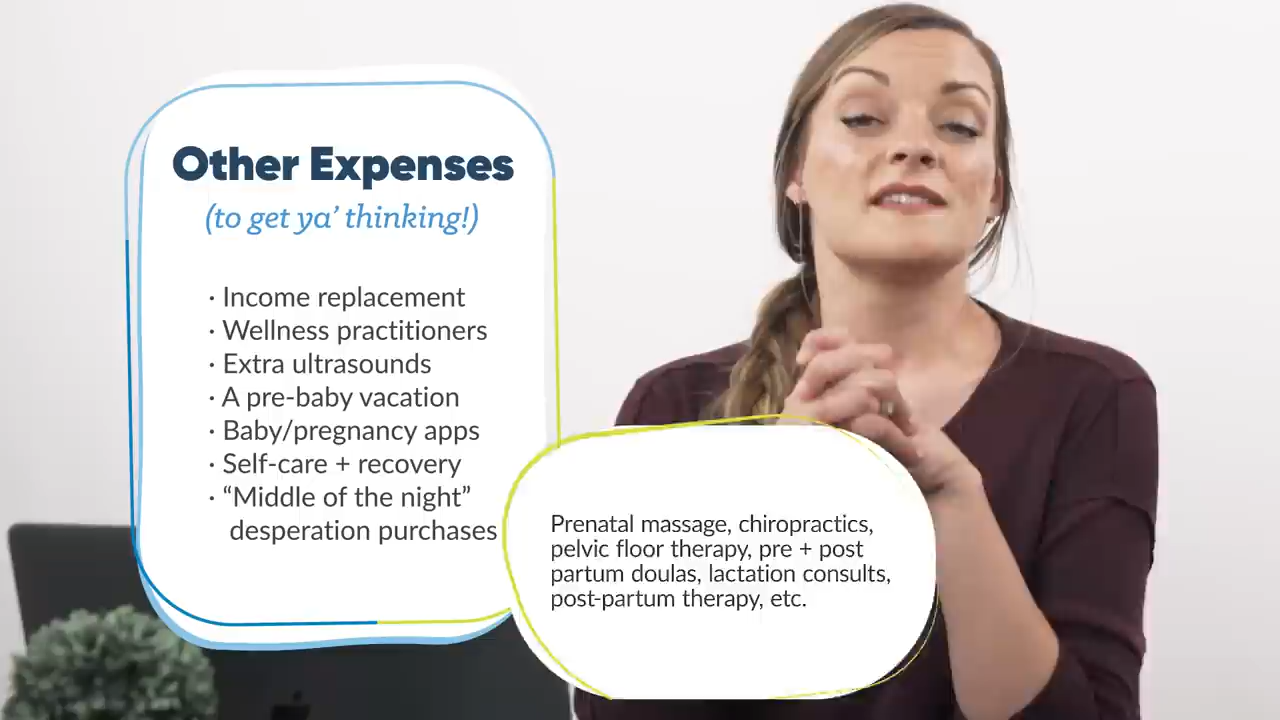 Other Expenses
(to get ya’ thinking!)
· Income replacement
· Wellness practitioners
· Extra ultrasounds
· A pre-baby vacation
· Baby/pregnancy apps
· Self-care + recovery
· “Middle of the night”
desperation purchases
Prenatal massage, chiropractics,
pelvic floor therapy, pre + post
partum doulas, lactation consults,
post-partum therapy, etc.